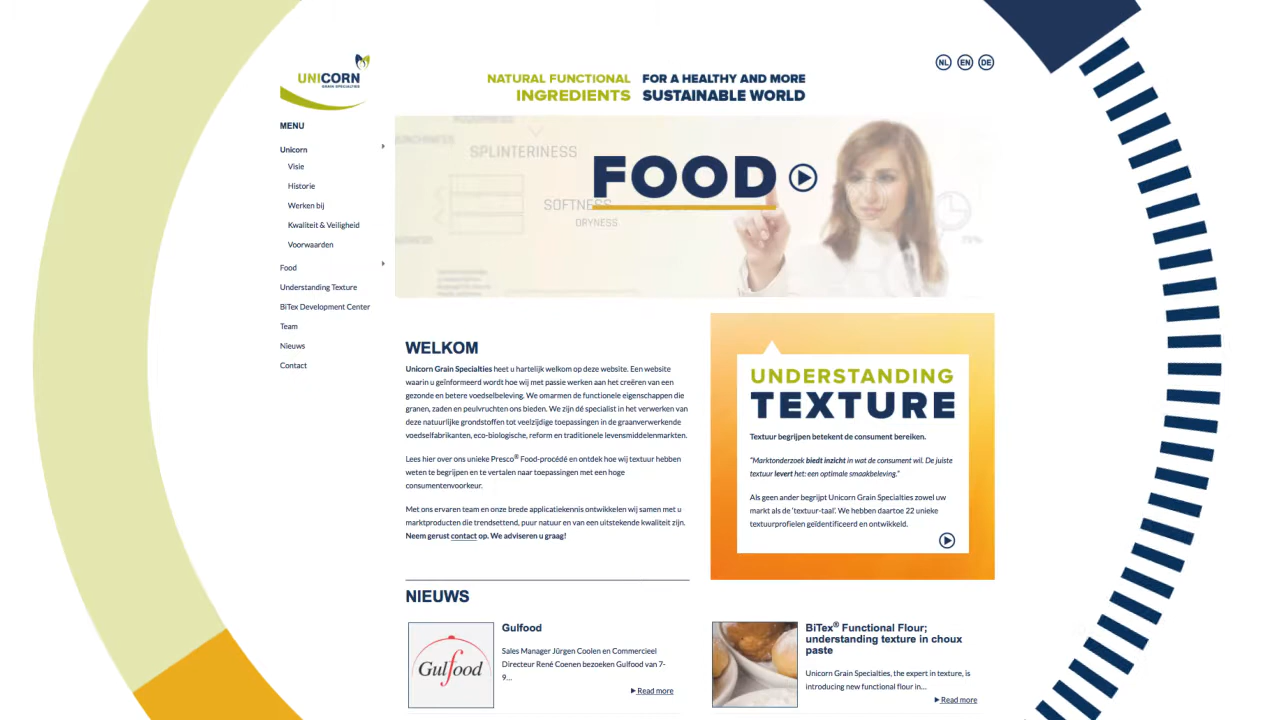 UNICORN
GRAIN SPECIALTIES
NATURAL FUNCTIONAL
INGREDIENTS
FOR A HEALTHY AND MORE
SUSTAINABLE WORLD
NL EN DE
MENU
Unicorn
Visie
Historie
Werken bij
Kwaliteit & Veiligheid
Voorwaarden
Food
Understanding Texture
BiTex Development Center
Team
Nieuws
Contact
SPLINTERINESS
FOOD
SOFTNESS
DRYNESS
WELKOM
Unicorn Grain Specialties heet u hartelijk welkom op deze website. Een website
waarin u geïnformeerd wordt hoe wij met passie werken aan het creëren van een
gezonde en betere voedselbeleving. We omarmen de functionele eigenschappen die
granen, zaden en peulvruchten ons bieden. We zijn dé specialist in het verwerken van
deze natuurlijke grondstoffen tot veelzijdige toepassingen in de graanverwerkende
voedselfabrikanten, eco-biologische, reform en traditionele levensmiddelenmarkten.
Lees hier over ons unieke Presco® Food-procédé en ontdek hoe wij textuur hebben
weten te begrijpen en te vertalen naar toepassingen met een hoge
consumentenvoorkeur.
Met ons ervaren team en onze brede applicatiekennis ontwikkelen wij samen met u
marktproducten die trendsettend, puur natuur en van een uitstekende kwaliteit zijn.
Neem gerust contact op. We adviseren u graag!
UNDERSTANDING
TEXTURE
Textuur begrijpen betekent de consument bereiken.
"Marktonderzoek biedt inzicht in wat de consument wil. De juiste
textuur levert het: een optimale smaakbeleving."
Als geen ander begrijpt Unicorn Grain Specialties zowel uw
markt als de 'textuur-taal'. We hebben daartoe 22 unieke
textuurprofielen geïdentificeerd en ontwikkeld.
NIEUWS
Gulfood
Gulfood
Sales Manager Jürgen Coolen en Commercieel
Directeur René Coenen bezoeken Gulfood van 7-
9...
Read more
BiTex® Functional Flour;
understanding texture in choux
paste
Unicorn Grain Specialties, the expert in texture, is
introducing new functional flour in...
Read more